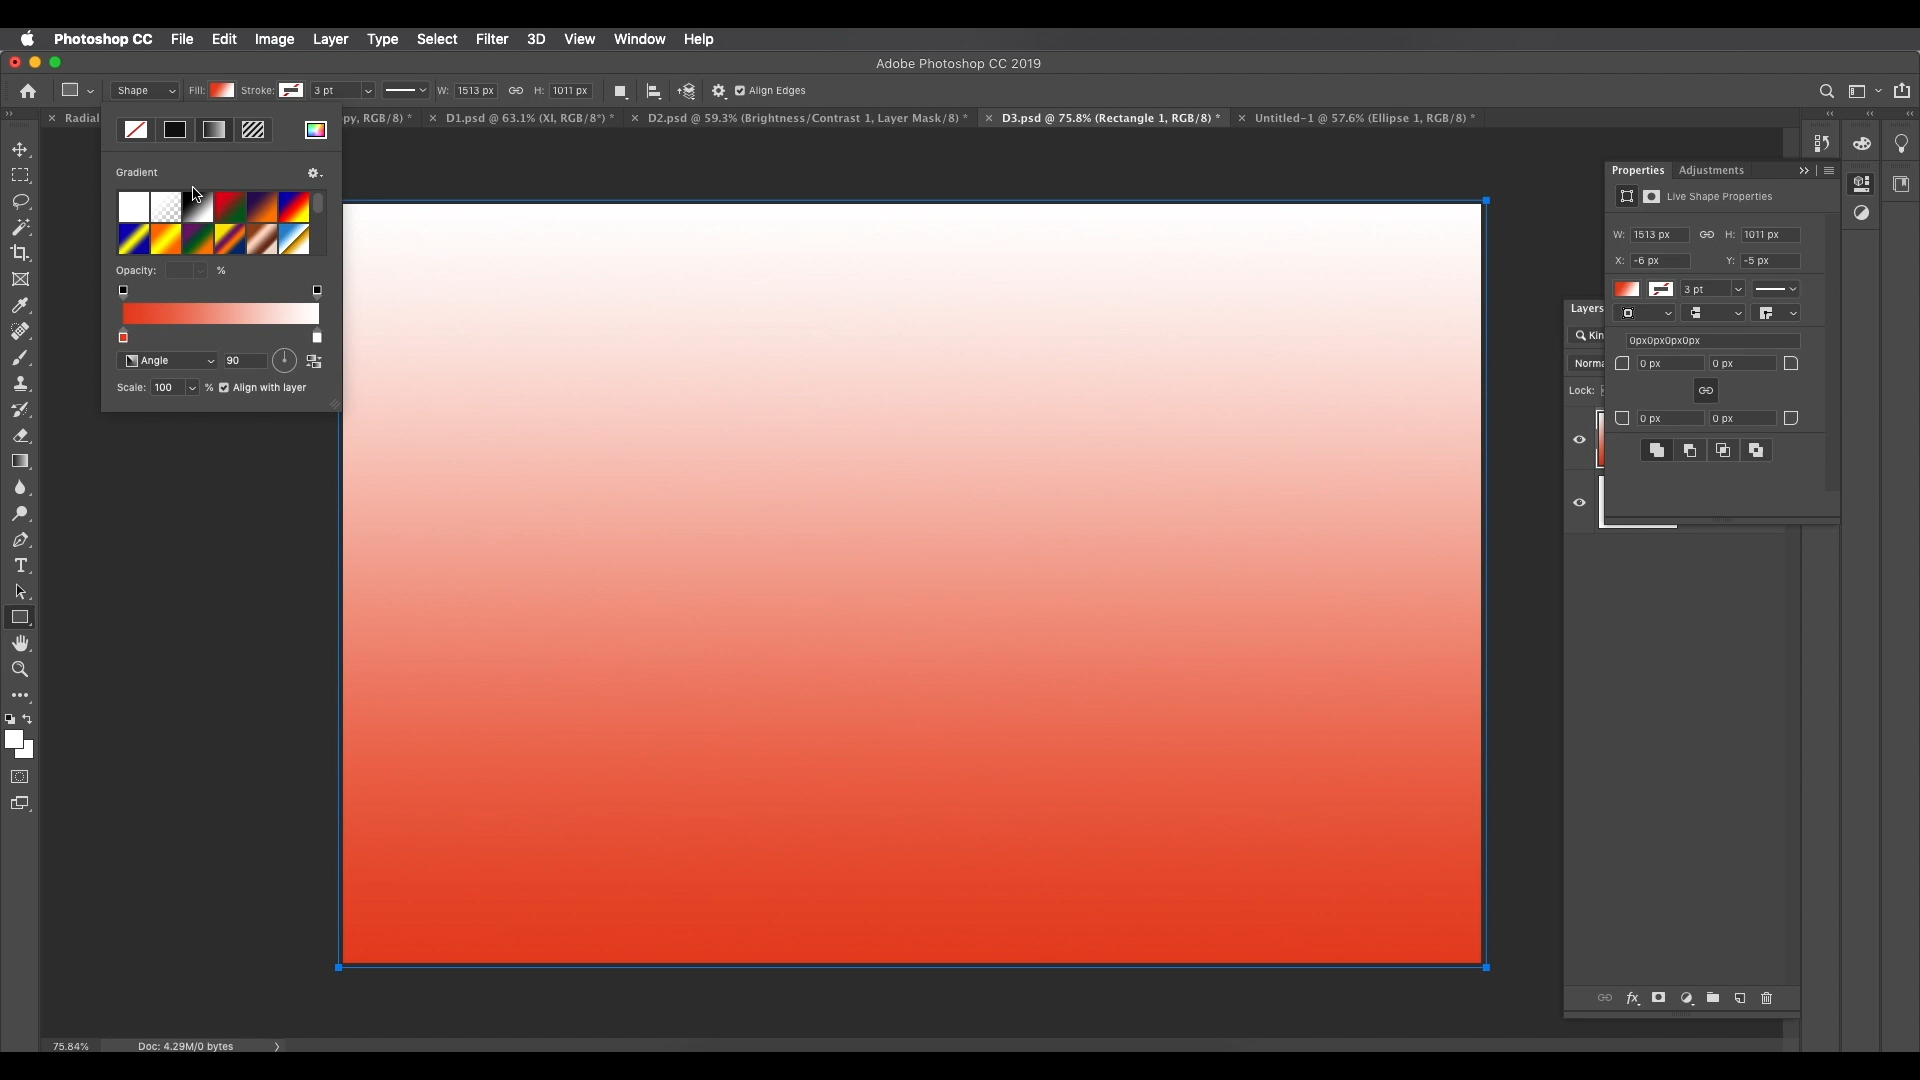 Photoshop CC File Edit Image Layer Type Select Filter 3D View Window Help
Adobe Photoshop CC 2019
Shape Fill: Stroke: 3 pt W: 1513 px H: 1011 px Align Edges
Radial py, RGB/8) * D1.psd @ 63.1% (XI, RGB/8*) * D2.psd @ 59.3% (Brightness/Contrast 1, Layer Mask/8) * D3.psd @ 75.8% (Rectangle 1, RGB/8) * Untitled-1 @ 57.6% (Ellipse 1, RGB/8) *
Gradient
Opacity: %
Angle 90
Scale: 100 % Align with layer
Properties Adjustments
Live Shape Properties
W: 1513 px H: 1011 px
X: -6 px Y: -5 px
3 pt
0px0px0px0px
0 px 0 px
0 px 0 px
Layers
Kin
Norma
Lock:
fx
75.84% Doc: 4.29M/0 bytes